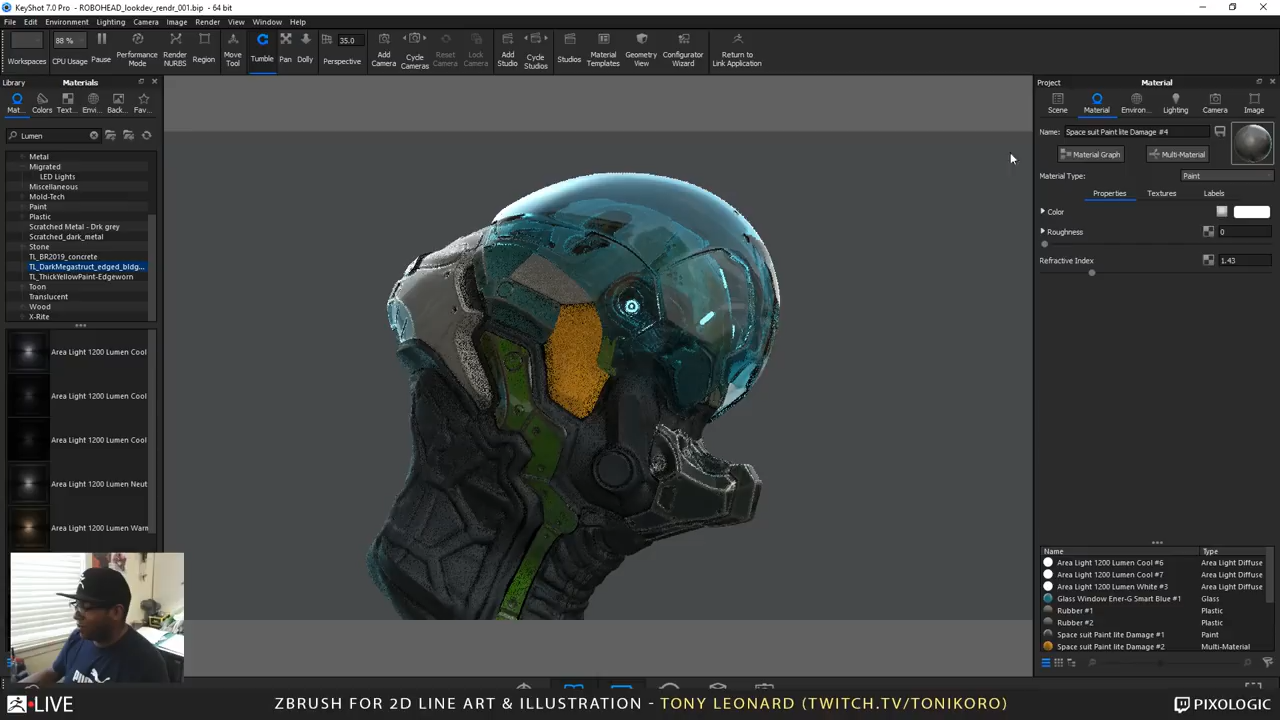 KeyShot 7.0 Pro - ROBOHEAD_lookdev_rendr_001.bip - 64 bit
File Edit Environment Lighting Camera Image Render View Window Help
88 % 35.0
Workspaces CPU Usage Pause Performance Mode Render NURBS Region Move Tool Tumble Pan Dolly Perspective Add Camera Cycle Cameras Reset Camera Lock Camera Add Studio Cycle Studios Studios Material Templates Geometry View Configurator Wizard Return to Link Application
Library Materials
Mat... Colors Text... Envi... Back... Fav...
Lumen
Metal
Migrated
LED Lights
Miscellaneous
Mold-Tech
Paint
Plastic
Scratched Metal - Drk grey
Scratched_dark_metal
Stone
TL_BR2019_concrete
TL_DarkMegastruct_edged_bldg...
TL_ThickYellowPaint-Edgeworn
Toon
Translucent
Wood
X-Rite
Area Light 1200 Lumen Cool
Area Light 1200 Lumen Cool
Area Light 1200 Lumen Cool
Area Light 1200 Lumen Neut
Area Light 1200 Lumen Warm
Project Material
Scene Material Environ... Lighting Camera Image
Name: Space suit Paint lite Damage #4
Material Graph Multi-Material
Material Type: Paint
Properties Textures Labels
Color
Roughness 0
Refractive Index 1.43
Name Type
Area Light 1200 Lumen Cool #6 Area Light Diffuse
Area Light 1200 Lumen Cool #7 Area Light Diffuse
Area Light 1200 Lumen White #3 Area Light Diffuse
Glass Window Ener-G Smart Blue #1 Glass
Rubber #1 Plastic
Rubber #2 Plastic
Space suit Paint lite Damage #1 Paint
Space suit Paint lite Damage #2 Multi-Material
LIVE ZBRUSH FOR 2D LINE ART & ILLUSTRATION - TONY LEONARD (TWITCH.TV/TONIKORO) PIXOLOGIC